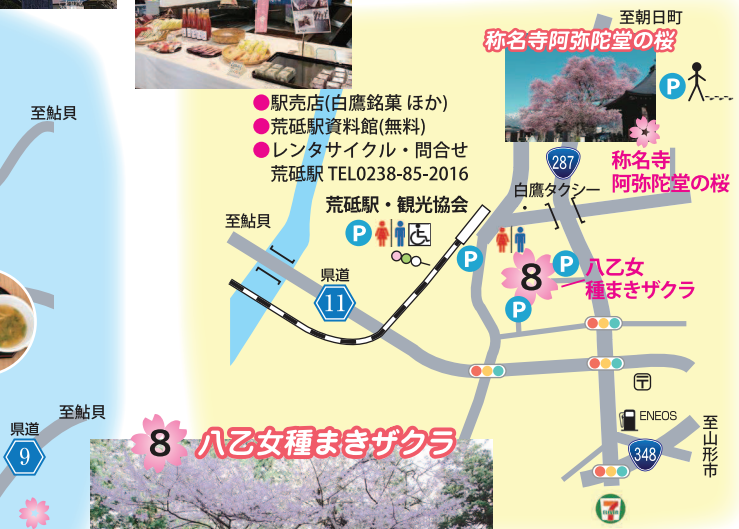 至朝日町
称名寺阿弥陀堂の桜
P
至鮎貝
●駅売店(白鷹銘菓 ほか)
●荒砥駅資料館(無料)
●レンタサイクル・問合せ
荒砥駅 TEL0238-85-2016
287
称名寺
阿弥陀堂の桜
白鷹タクシー
荒砥駅・観光協会
至鮎貝
P
P
8
P
八乙女
種まきザクラ
P
県道
11
〒
ENEOS
至山形市
348
7
至鮎貝
県道
9
8 八乙女種まきザクラ